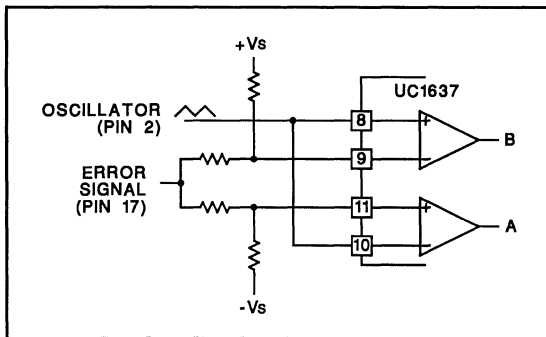 +Vs
UC1637
OSCILLATOR
(PIN 2)
8
+
−
B
9
ERROR
SIGNAL
(PIN 17)
11
+
−
A
10
-Vs